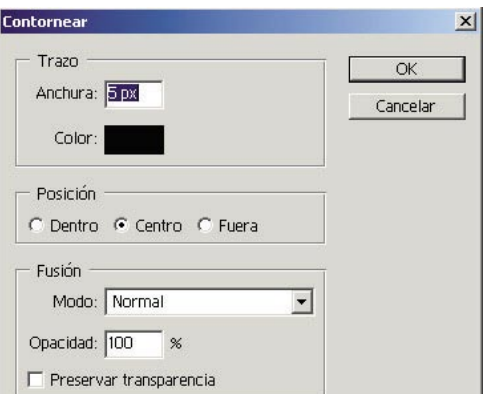 Contornear
Trazo
OK
Anchura: 5 px
Cancelar
Color:
Posición
Dentro Centro Fuera
Fusión
Modo: Normal
Opacidad: 100 %
Preservar transparencia